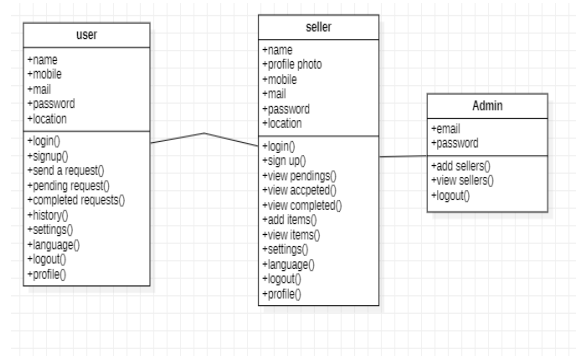 user
+name
+mobile
+mail
+password
+location
+login()
+signup()
+send a request()
+pending request()
+completed requests()
+history()
+settings()
+language()
+logout()
+profile()
seller
+name
+profile photo
+mobile
+mail
+password
+location
+login()
+sign up()
+view pendings()
+view accpeted()
+view completed()
+add items()
+view items()
+settings()
+language()
+logout()
+profile()
Admin
+email
+password
+add sellers()
+view sellers()
+logout()